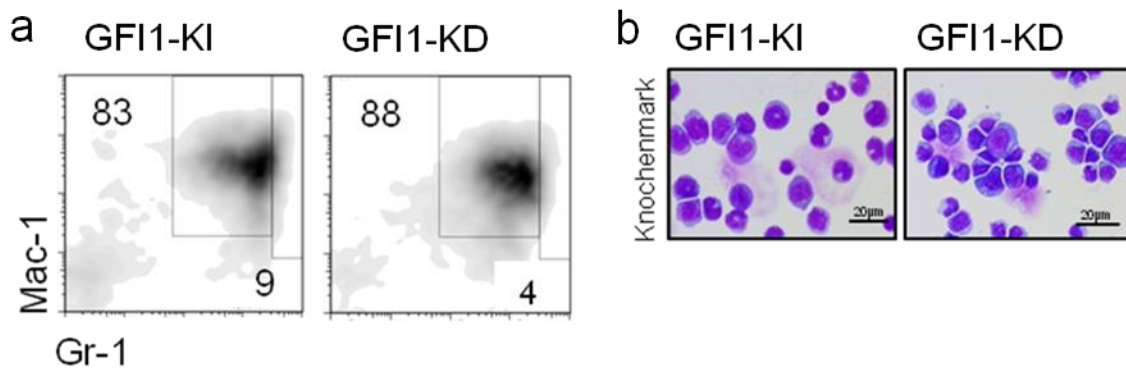 a
GFI1-KI GFI1-KD
83
88
9
4
Mac-1
Gr-1
b
GFI1-KI GFI1-KD
Knochenmark
20µm
20µm